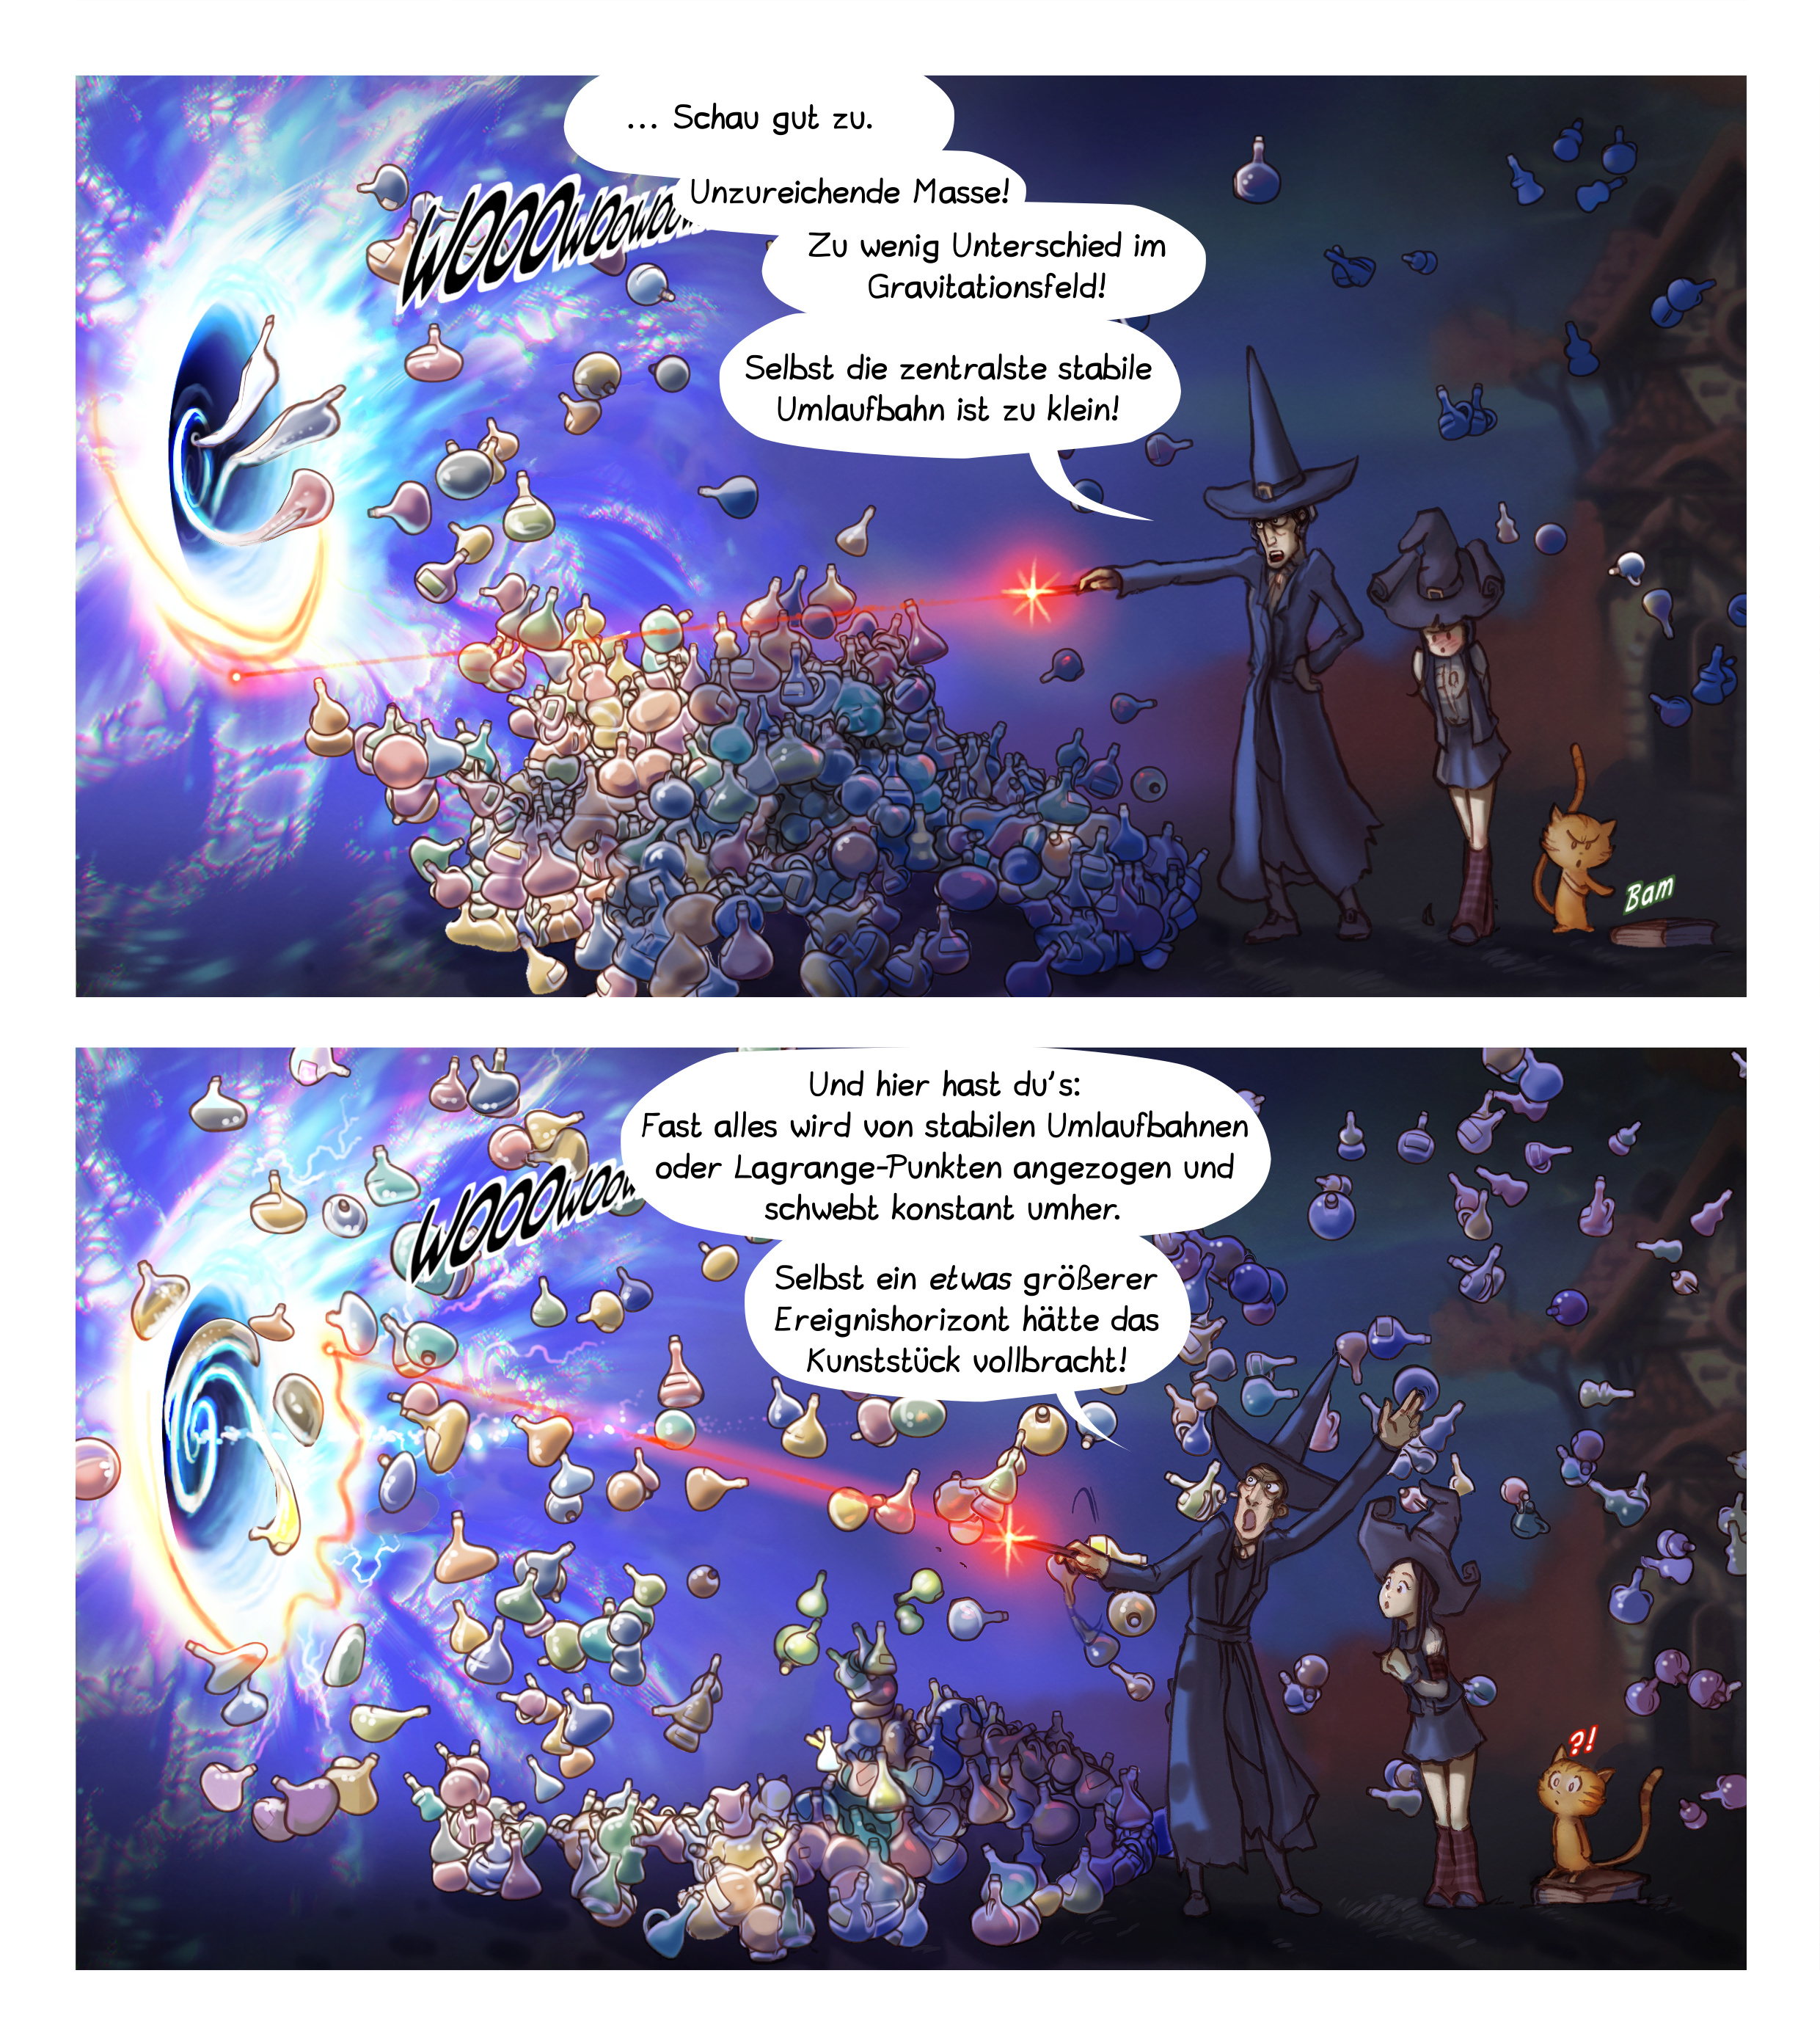 ... Schau gut zu.
WOOOWOOWOOW
Unzureichende Masse!
Zu wenig Unterschied im
Gravitationsfeld!
Selbst die zentralste stabile
Umlaufbahn ist zu klein!
Bam
Und hier hast du's:
Fast alles wird von stabilen Umlaufbahnen
oder Lagrange-Punkten angezogen und
schwebt konstant umher.
WOOOWOOW
Selbst ein etwas größerer
Ereignishorizont hätte das
Kunststück vollbracht!
?!